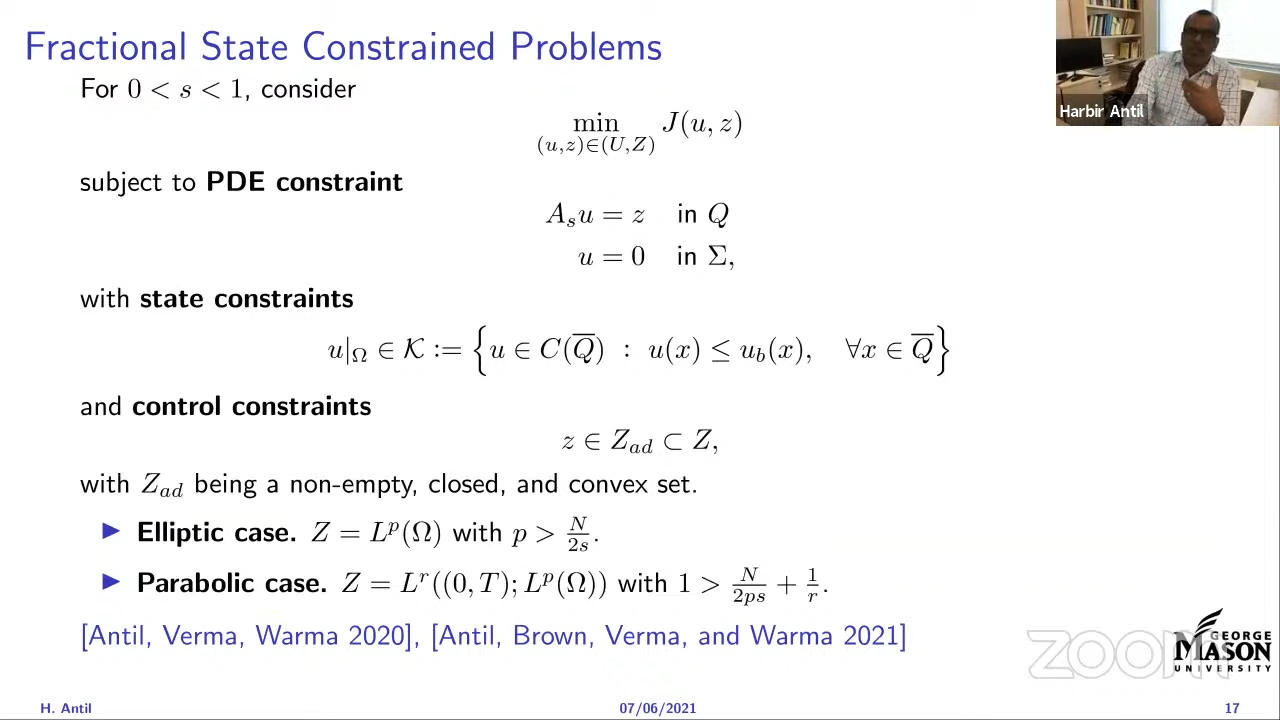 Fractional State Constrained Problems
For 0 < s < 1, consider
min J(u, z)
(u,z)∈(U,Z)
subject to PDE constraint
A_s u = z in Q
u = 0 in Σ,
with state constraints
u|_Ω ∈ 𝒦 := { u ∈ C(Q̅) : u(x) ≤ u_b(x), ∀x ∈ Q̅ }
and control constraints
z ∈ Z_ad ⊂ Z,
with Z_ad being a non-empty, closed, and convex set.
▶ Elliptic case. Z = L^p(Ω) with p > N/2s.
▶ Parabolic case. Z = L^r((0, T); L^p(Ω)) with 1 > N/2ps + 1/r.
[Antil, Verma, Warma 2020], [Antil, Brown, Verma, and Warma 2021]
Harbir Antil
zoom
GEORGE
MASON
UNIVERSITY
H. Antil 07/06/2021 17